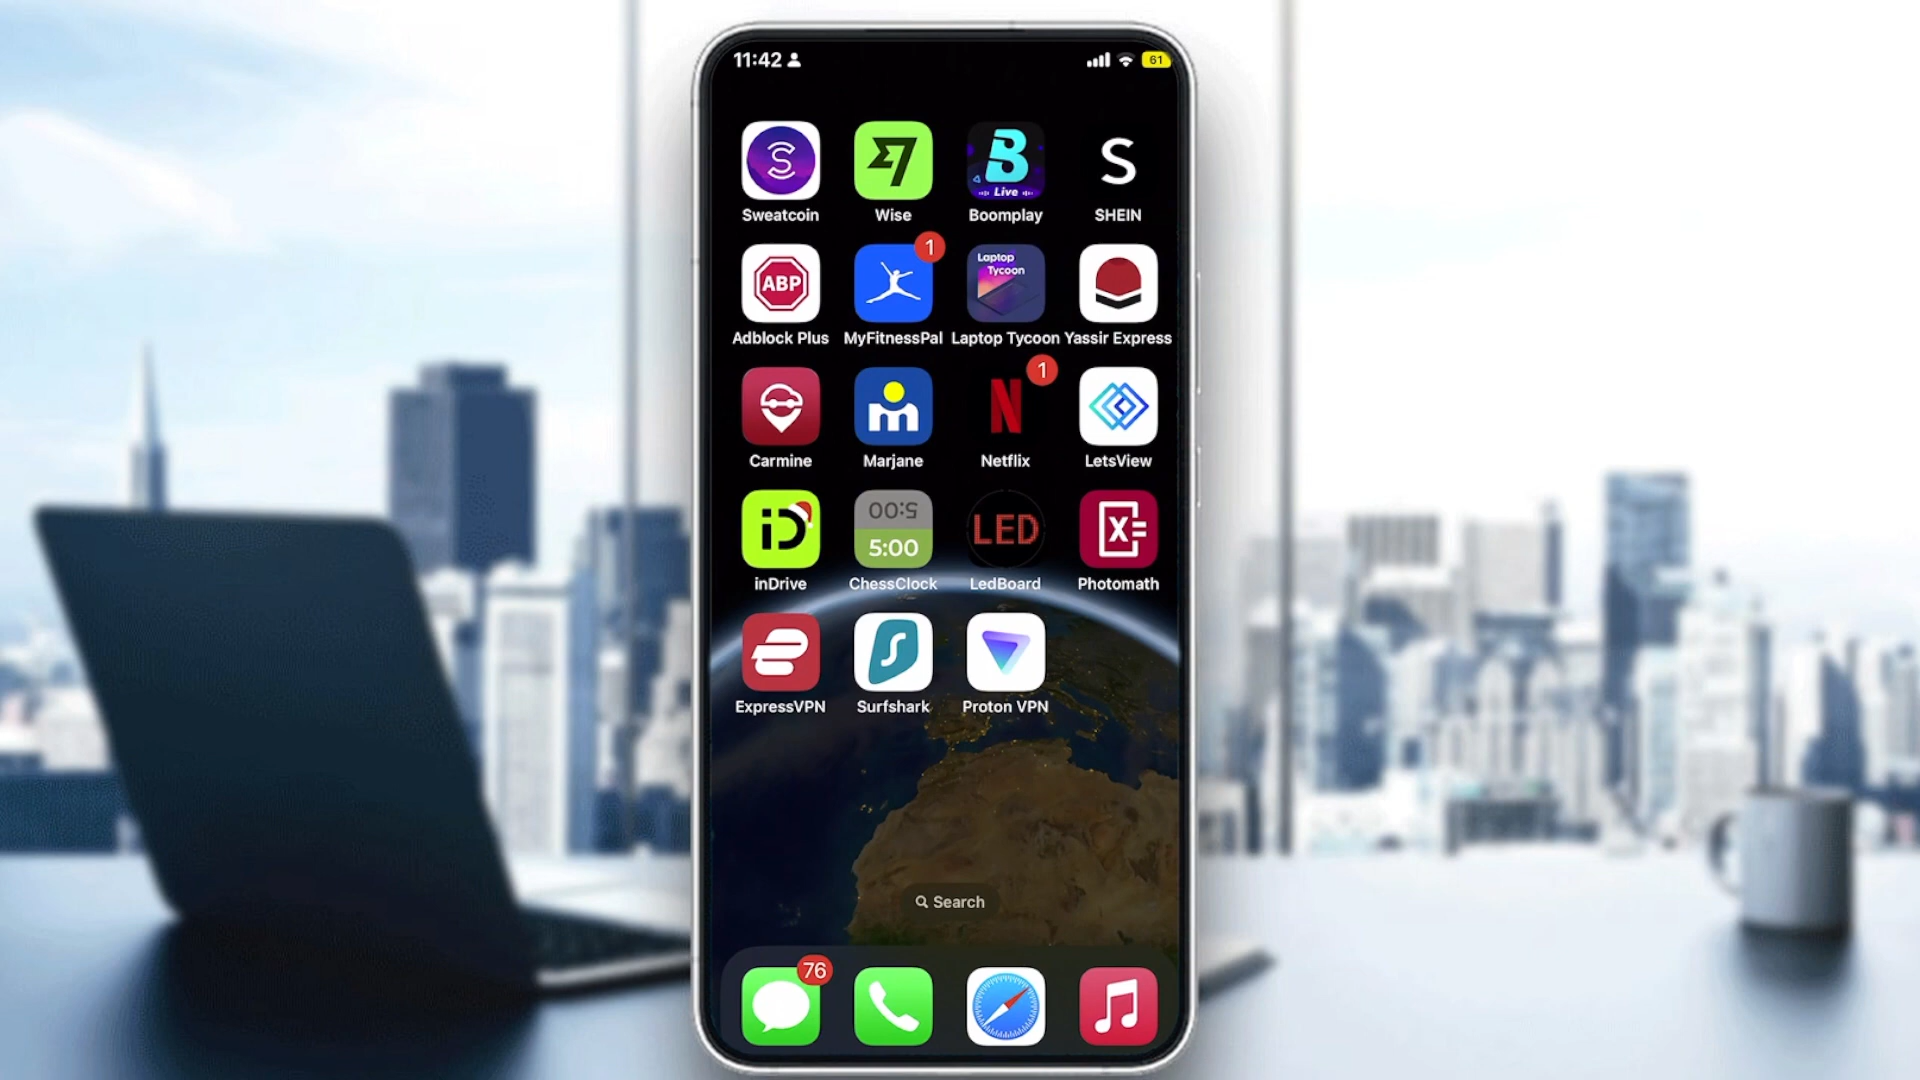 11:42
61
S
B
Live
S
Sweatcoin
Wise
Boomplay
SHEIN
ABP
1
Laptop
Tycoon
Adblock Plus
MyFitnessPal
Laptop Tycoon
Yassir Express
m
N
1
Carmine
Marjane
Netflix
LetsView
iD
5:00
5:00
LED
X=
inDrive
ChessClock
LedBoard
Photomath
S
ExpressVPN
Surfshark
Proton VPN
Search
76